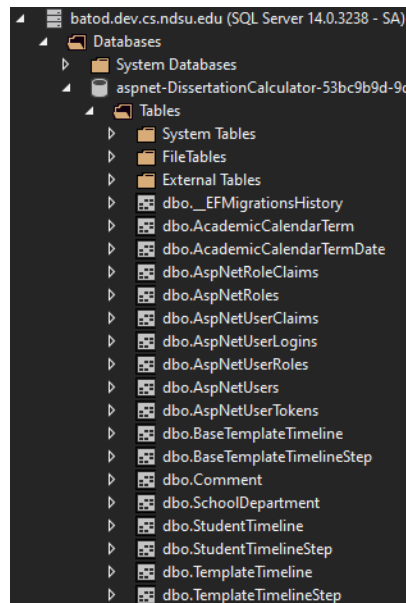 batod.dev.cs.ndsu.edu (SQL Server 14.0.3238 - SA)
Databases
System Databases
aspnet-DissertationCalculator-53bc9b9d-9c
Tables
System Tables
FileTables
External Tables
dbo.__EFMigrationsHistory
dbo.AcademicCalendarTerm
dbo.AcademicCalendarTermDate
dbo.AspNetRoleClaims
dbo.AspNetRoles
dbo.AspNetUserClaims
dbo.AspNetUserLogins
dbo.AspNetUserRoles
dbo.AspNetUsers
dbo.AspNetUserTokens
dbo.BaseTemplateTimeline
dbo.BaseTemplateTimelineStep
dbo.Comment
dbo.SchoolDepartment
dbo.StudentTimeline
dbo.StudentTimelineStep
dbo.TemplateTimeline
dbo.TemplateTimelineStep